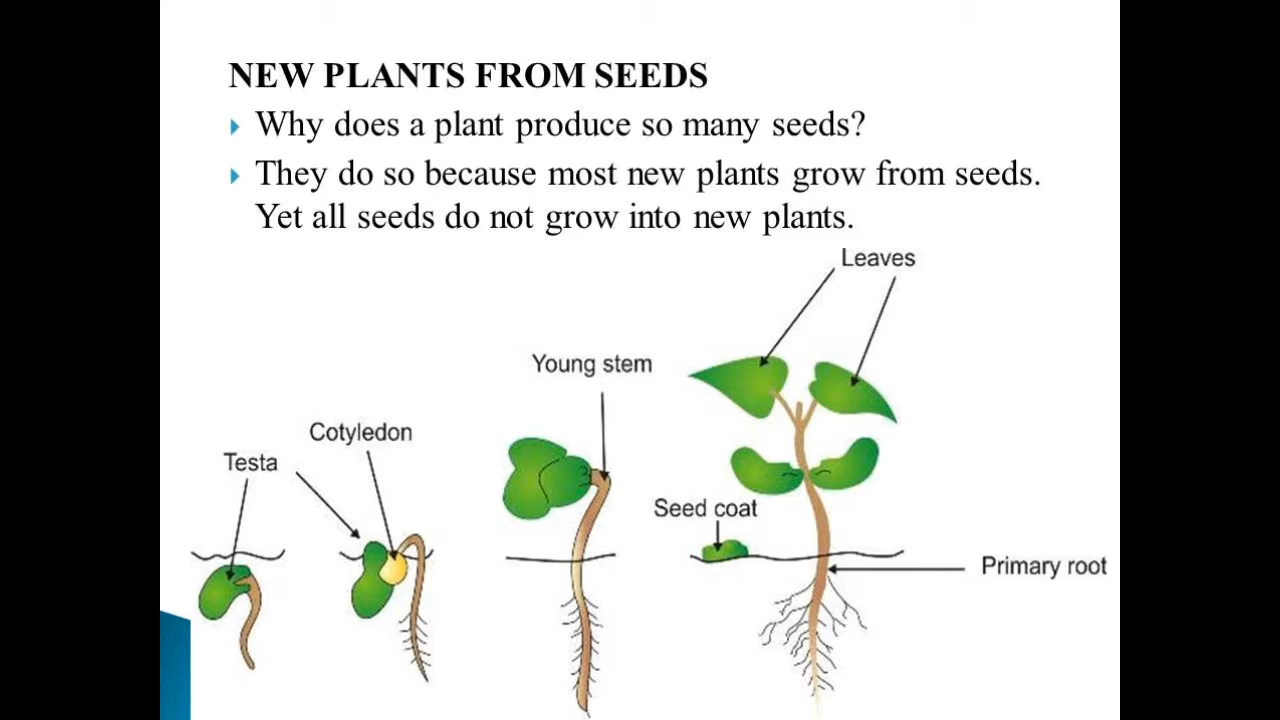 NEW PLANTS FROM SEEDS
Why does a plant produce so many seeds?
They do so because most new plants grow from seeds.
Yet all seeds do not grow into new plants.
Leaves
Young stem
Cotyledon
Testa
Seed coat
Primary root